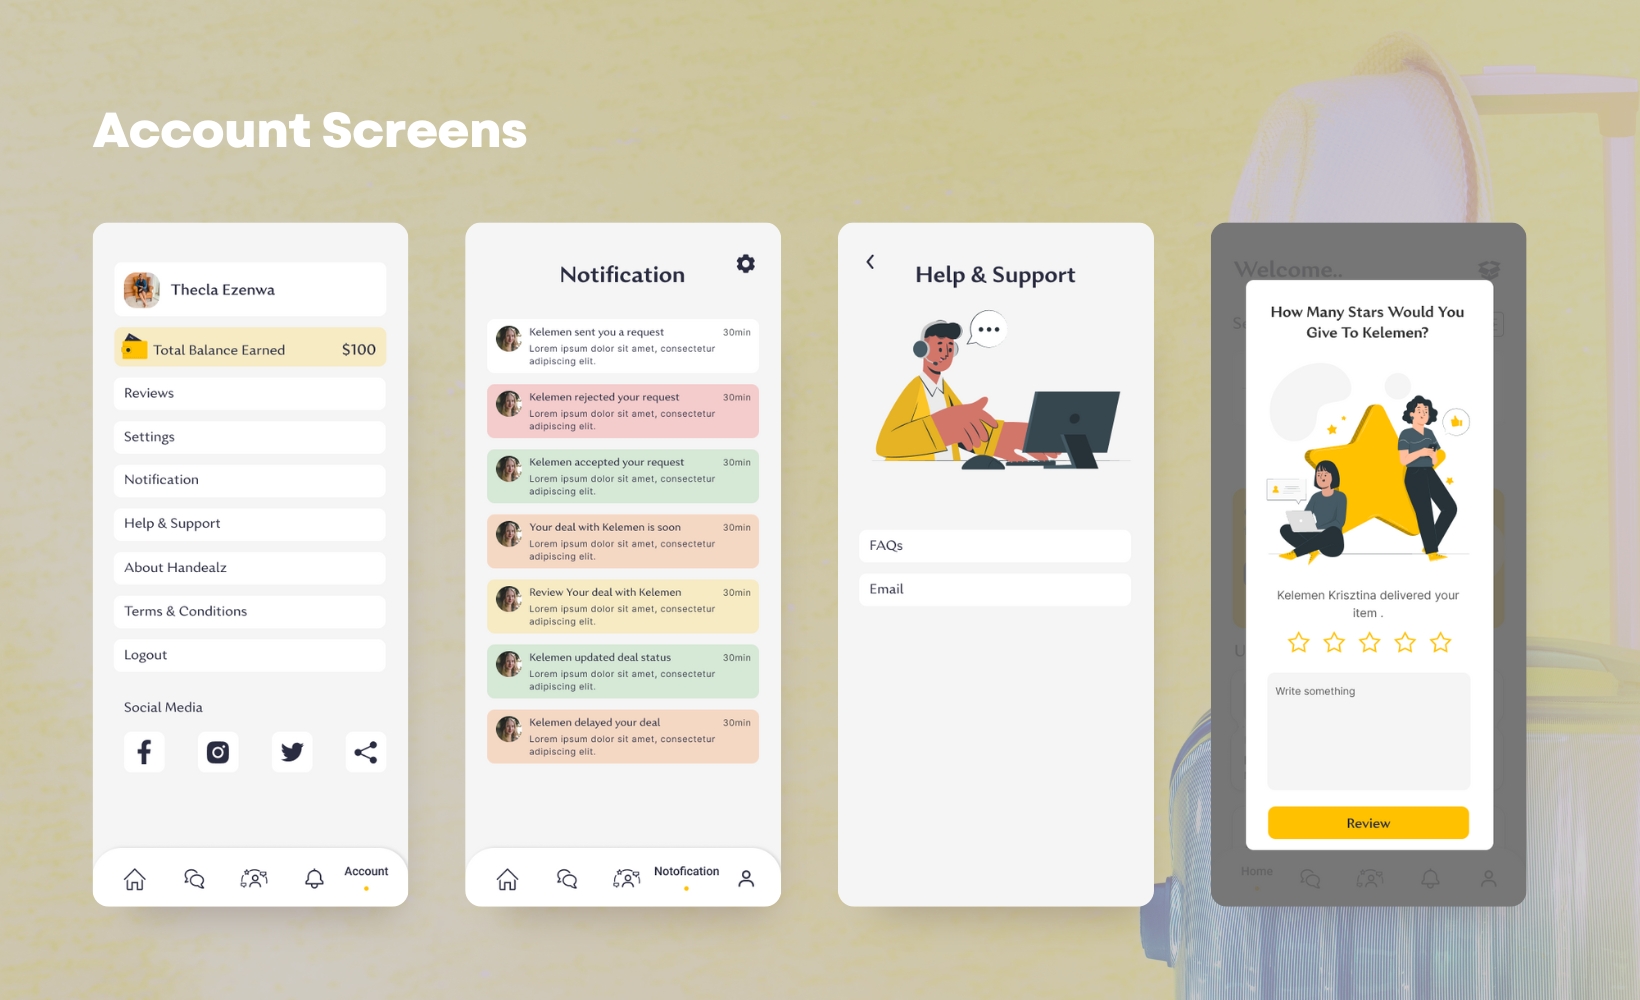 Account Screens
Thecla Ezenwa
Total Balance Earned $100
Reviews
Settings
Notification
Help & Support
About Handealz
Terms & Conditions
Logout
Social Media
Account
Notification
Kelemen sent you a request 30min
Lorem ipsum dolor sit amet, consectetur
adipiscing elit.
Kelemen rejected your request 30min
Lorem ipsum dolor sit amet, consectetur
adipiscing elit.
Kelemen accepted your request 30min
Lorem ipsum dolor sit amet, consectetur
adipiscing elit.
Your deal with Kelemen is soon 30min
Lorem ipsum dolor sit amet, consectetur
adipiscing elit.
Review Your deal with Kelemen 30min
Lorem ipsum dolor sit amet, consectetur
adipiscing elit.
Kelemen updated deal status 30min
Lorem ipsum dolor sit amet, consectetur
adipiscing elit.
Kelemen delayed your deal 30min
Lorem ipsum dolor sit amet, consectetur
adipiscing elit.
Notofication
Help & Support
FAQs
Email
Welcome..
How Many Stars Would You
Give To Kelemen?
Kelemen Krisztina delivered your
item .
Write something
Review
Home